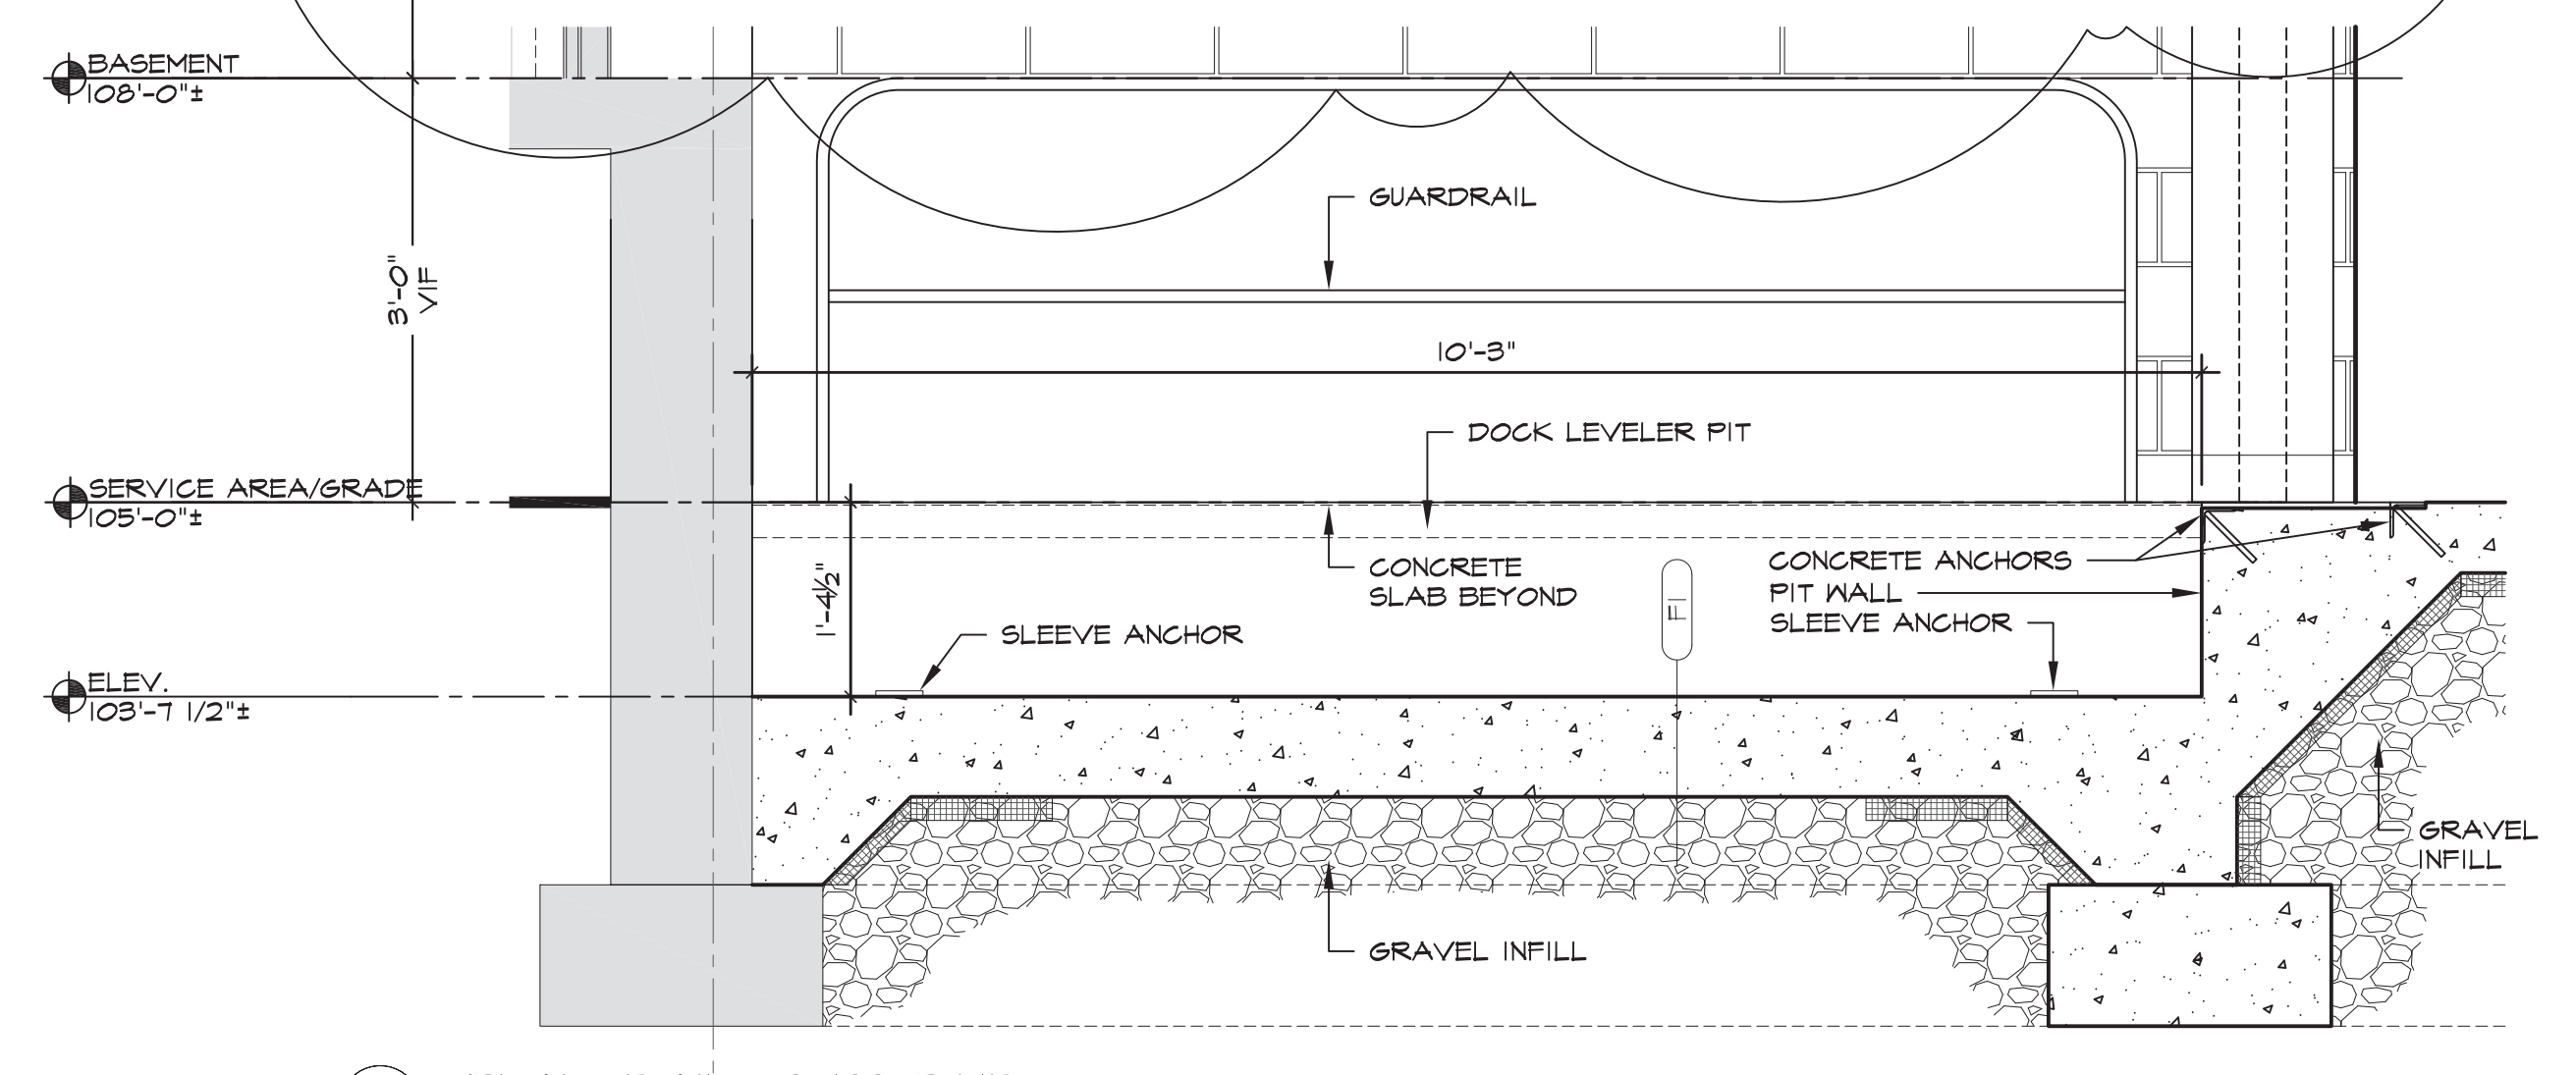 BASEMENT
108'-0"±
3'-0"
VIF
GUARDRAIL
10'-3"
DOCK LEVELER PIT
SERVICE AREA/GRADE
105'-0"±
CONCRETE
SLAB BEYOND
1'-4½"
F1
CONCRETE ANCHORS
PIT WALL
SLEEVE ANCHOR
SLEEVE ANCHOR
ELEV.
103'-7 1/2"±
GRAVEL
INFILL
GRAVEL INFILL